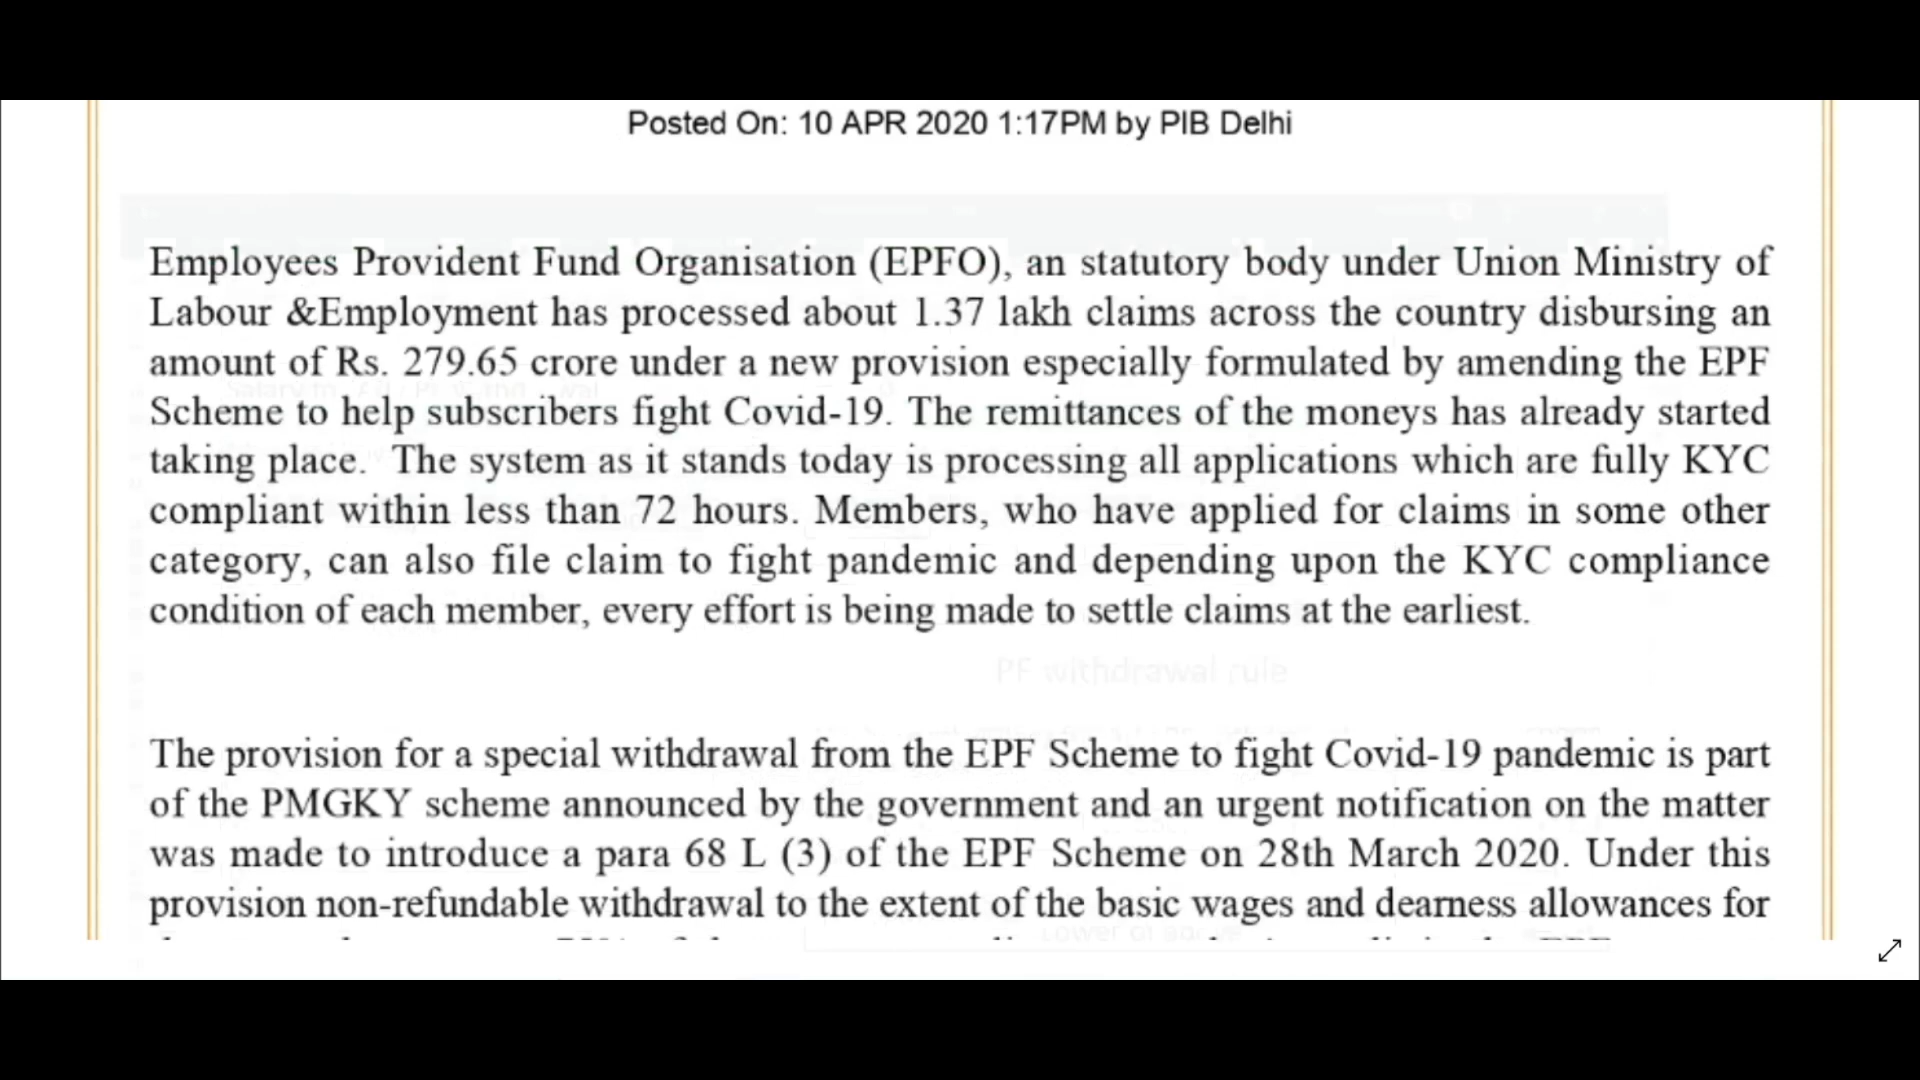 Posted On: 10 APR 2020 1:17PM by PIB Delhi
Employees Provident Fund Organisation (EPFO), an statutory body under Union Ministry of
Labour &Employment has processed about 1.37 lakh claims across the country disbursing an
amount of Rs. 279.65 crore under a new provision especially formulated by amending the EPF
Scheme to help subscribers fight Covid-19. The remittances of the moneys has already started
taking place. The system as it stands today is processing all applications which are fully KYC
compliant within less than 72 hours. Members, who have applied for claims in some other
category, can also file claim to fight pandemic and depending upon the KYC compliance
condition of each member, every effort is being made to settle claims at the earliest.
PF withdrawal rule
The provision for a special withdrawal from the EPF Scheme to fight Covid-19 pandemic is part
of the PMGKY scheme announced by the government and an urgent notification on the matter
was made to introduce a para 68 L (3) of the EPF Scheme on 28th March 2020. Under this
provision non-refundable withdrawal to the extent of the basic wages and dearness allowances for
Lower of above